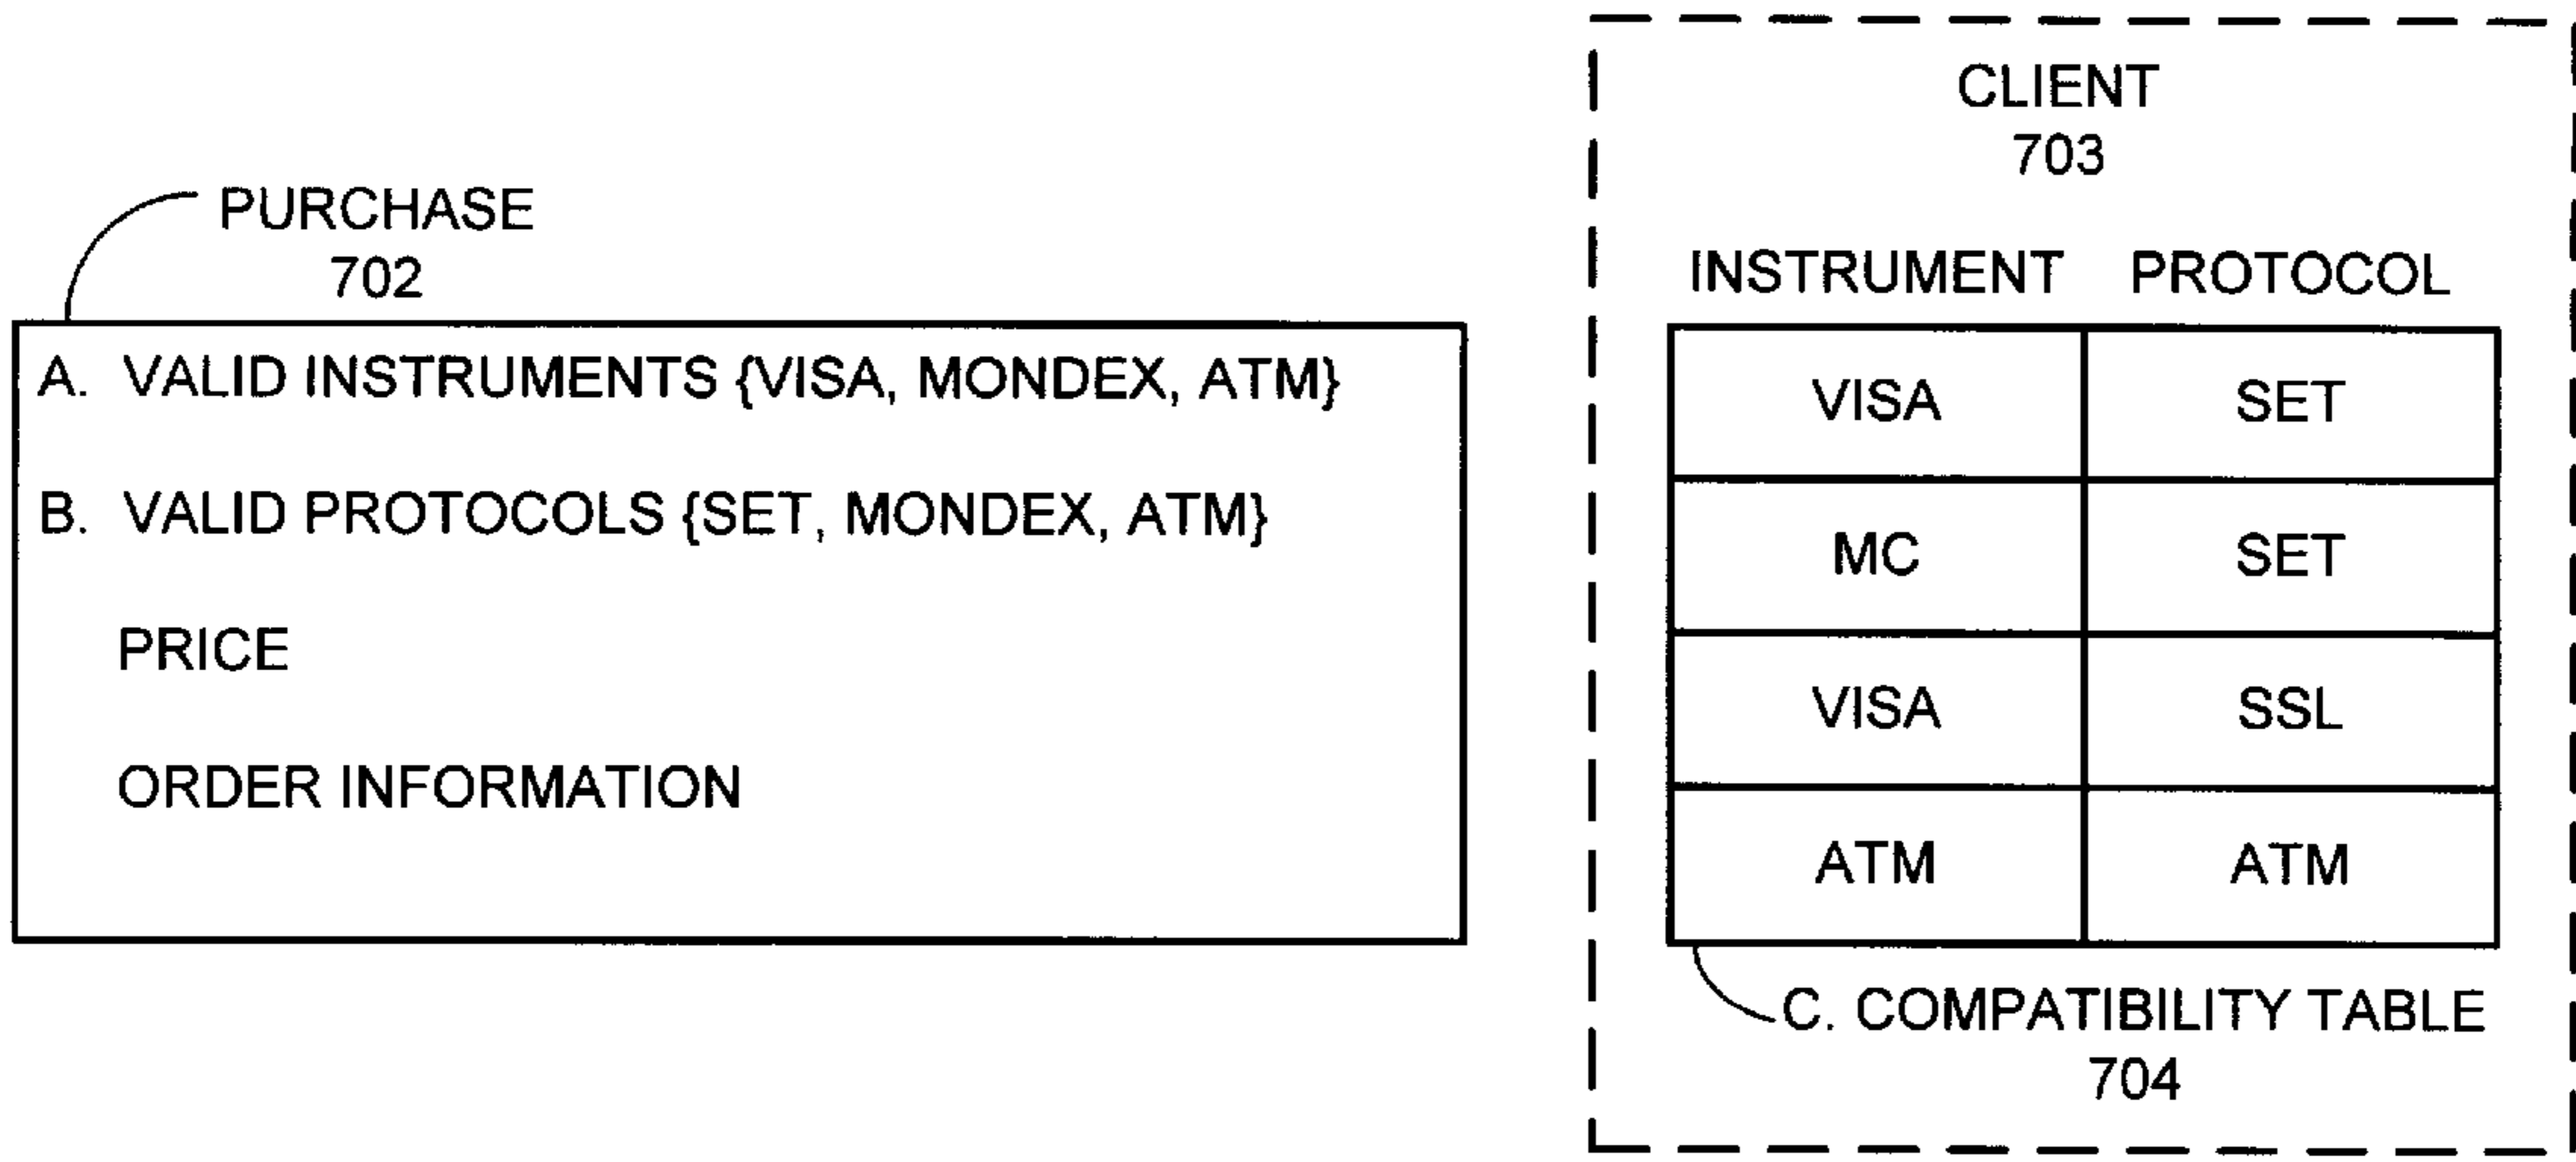 PURCHASE
702
A. VALID INSTRUMENTS {VISA, MONDEX, ATM}
B. VALID PROTOCOLS {SET, MONDEX, ATM}
PRICE
ORDER INFORMATION
CLIENT
703
INSTRUMENT PROTOCOL
VISA SET
MC SET
VISA SSL
ATM ATM
C. COMPATIBILITY TABLE
704